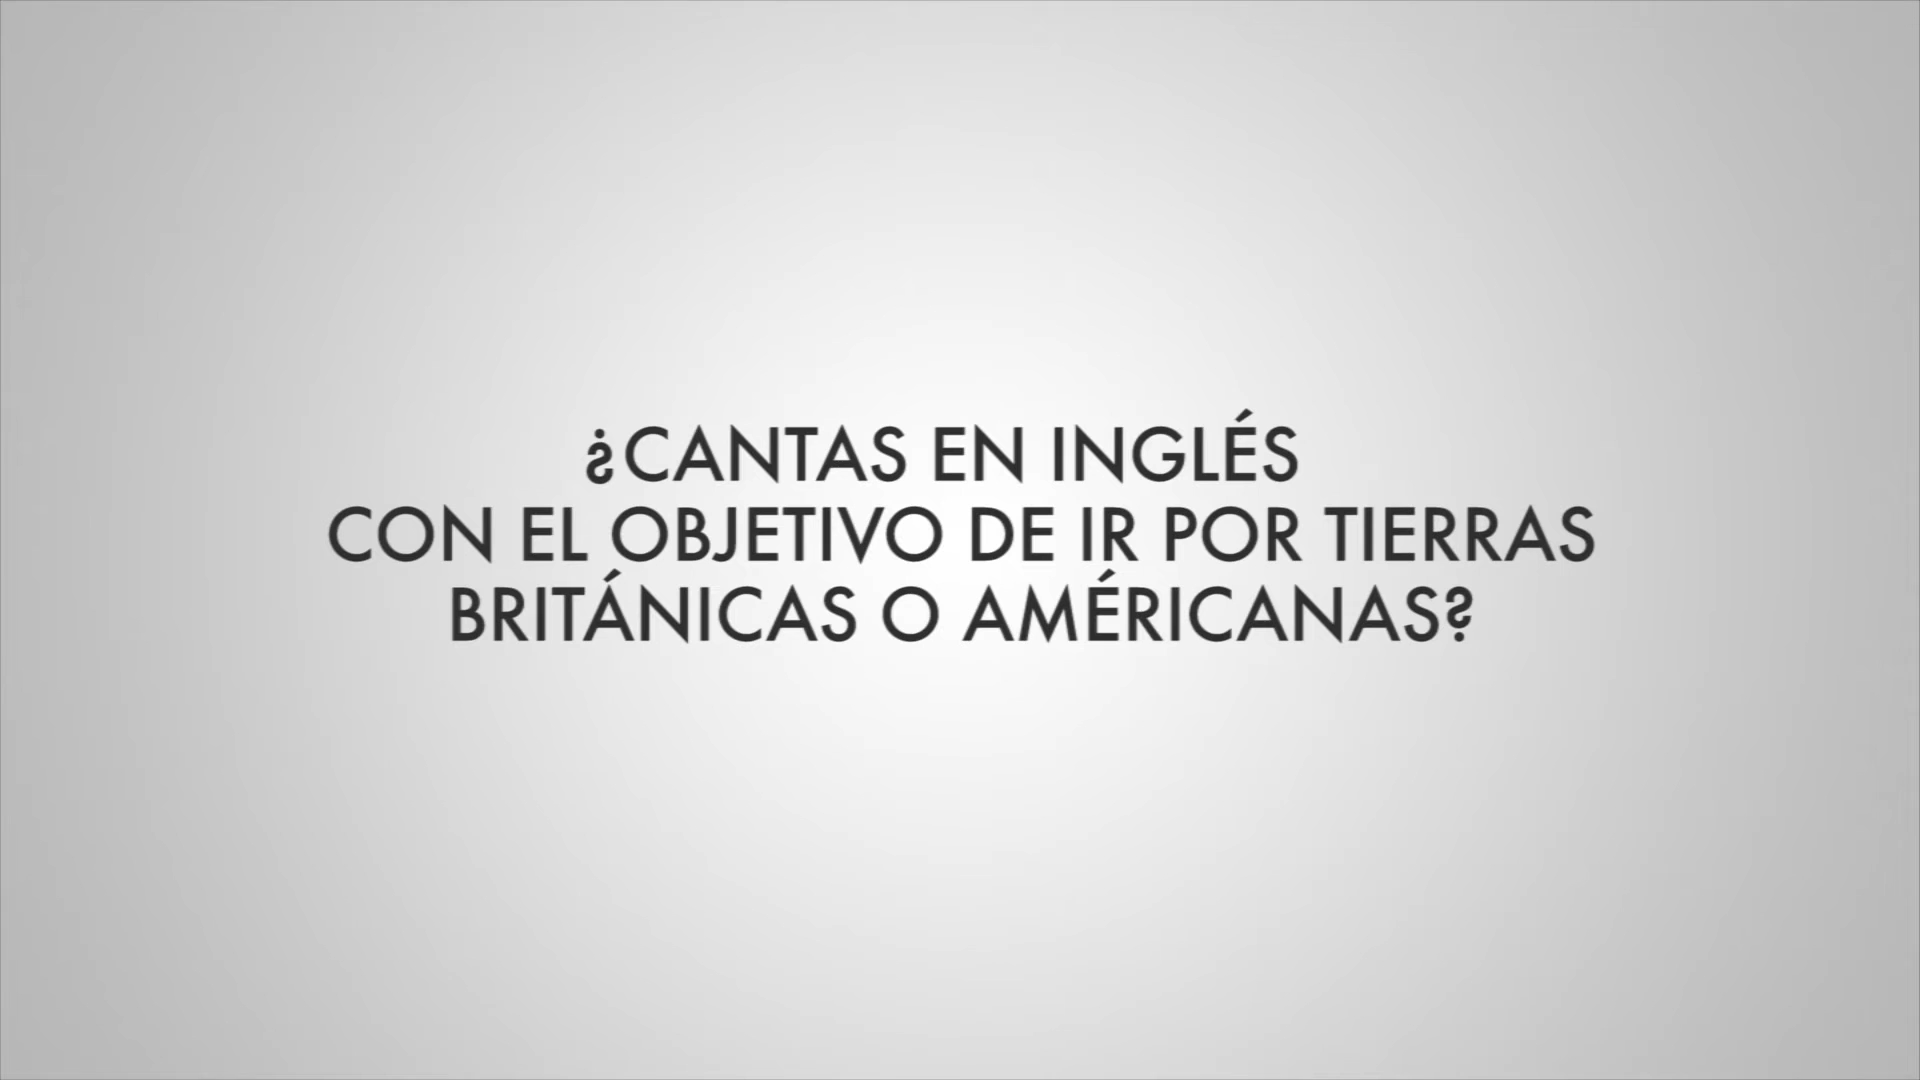 ¿CANTAS EN INGLÉS
CON EL OBJETIVO DE IR POR TIERRAS
BRITÁNICAS O AMÉRICANAS?